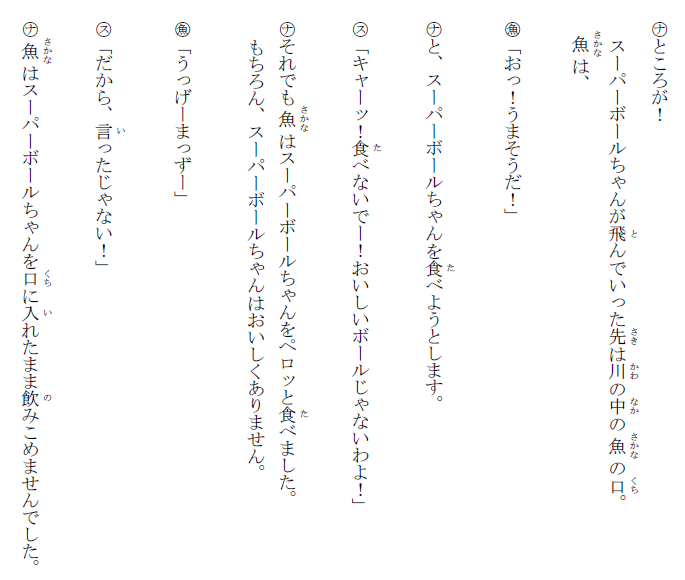 ㋤ところが！
スーパーボールちゃんが飛んでいった先は川の中の魚の口。
魚は、
㊋「おっ！うまそうだ！」
㋤と、スーパーボールちゃんを食べようとします。
㋜「キャーッ！食べないでー！おいしいボールじゃないわよ！」
㋤それでも魚はスーパーボールちゃんをペロッと食べました。
もちろん、スーパーボールちゃんはおいしくありません。
魚「うっげーまっずー」
㋜「だから、言ったじゃない！」
㋤魚はスーパーボールちゃんを口に入れたまま飲みこめませんでした。